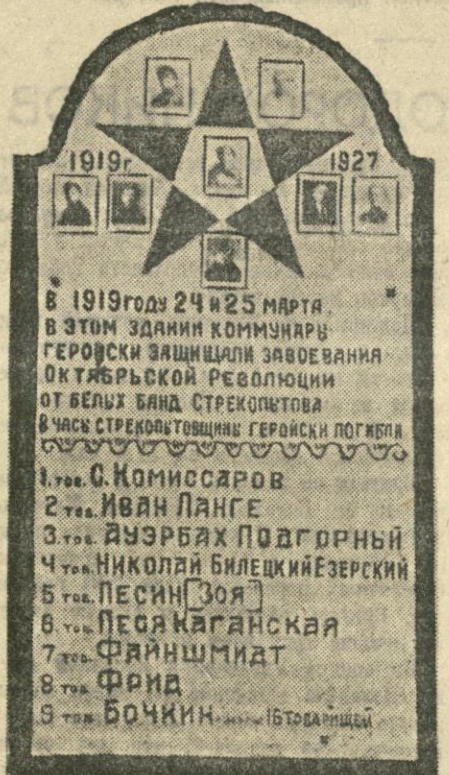 1919г 1927
В 1919 ГОДУ 24 И 25 МАРТА.
В ЭТОМ ЗДАНИИ КОММУНАРЫ
ГЕРОЙСКИ ЗАЩИЩАЛИ ЗАВОЕВАНИЯ
ОКТЯБРЬСКОЙ РЕВОЛЮЦИИ
ОТ БЕЛЫХ БАНД СТРЕКОПЫТОВА
В ЧАСЫ СТРЕКОПЫТОВЩИНЫ ГЕРОЙСКИ ПОГИБЛИ
1. тов. С. КОМИССАРОВ
2 тов. ИВАН ЛАНГЕ
3. тов. АУЭРБАХ ПОДГОРНЫЙ
4 тов. НИКОЛАЙ БИЛЕЦКИЙ ЕЗЕРСКИЙ
5 тов. ПЕСИН [ЗОЯ]
6. тов. ПЕСЯ КАГАНСКАЯ
7 тов. ФАЙНШМИДТ
8 тов. ФРИД
9 тов. БОЧКИН 16 ТОВАРИЩЕЙ